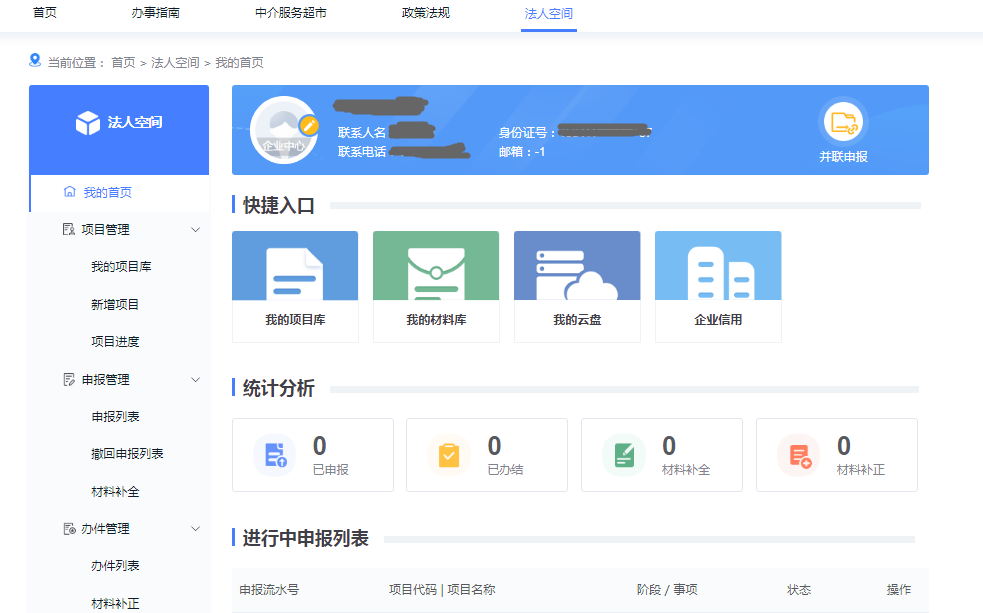 首页 办事指南 中介服务超市 政策法规 法人空间
当前位置： 首页 > 法人空间 > 我的首页
法人空间
我的首页
项目管理
我的项目库
新增项目
项目进度
申报管理
申报列表
撤回申报列表
材料补全
办件管理
办件列表
材料补正
企业中心
联系人名
联系电话
身份证号：
邮箱：-1
并联申报
快捷入口
我的项目库 我的材料库 我的云盘 企业信用
统计分析
0 已申报
0 已办结
0 材料补全
0 材料补正
进行中申报列表
申报流水号 项目代码 | 项目名称 阶段 / 事项 状态 操作